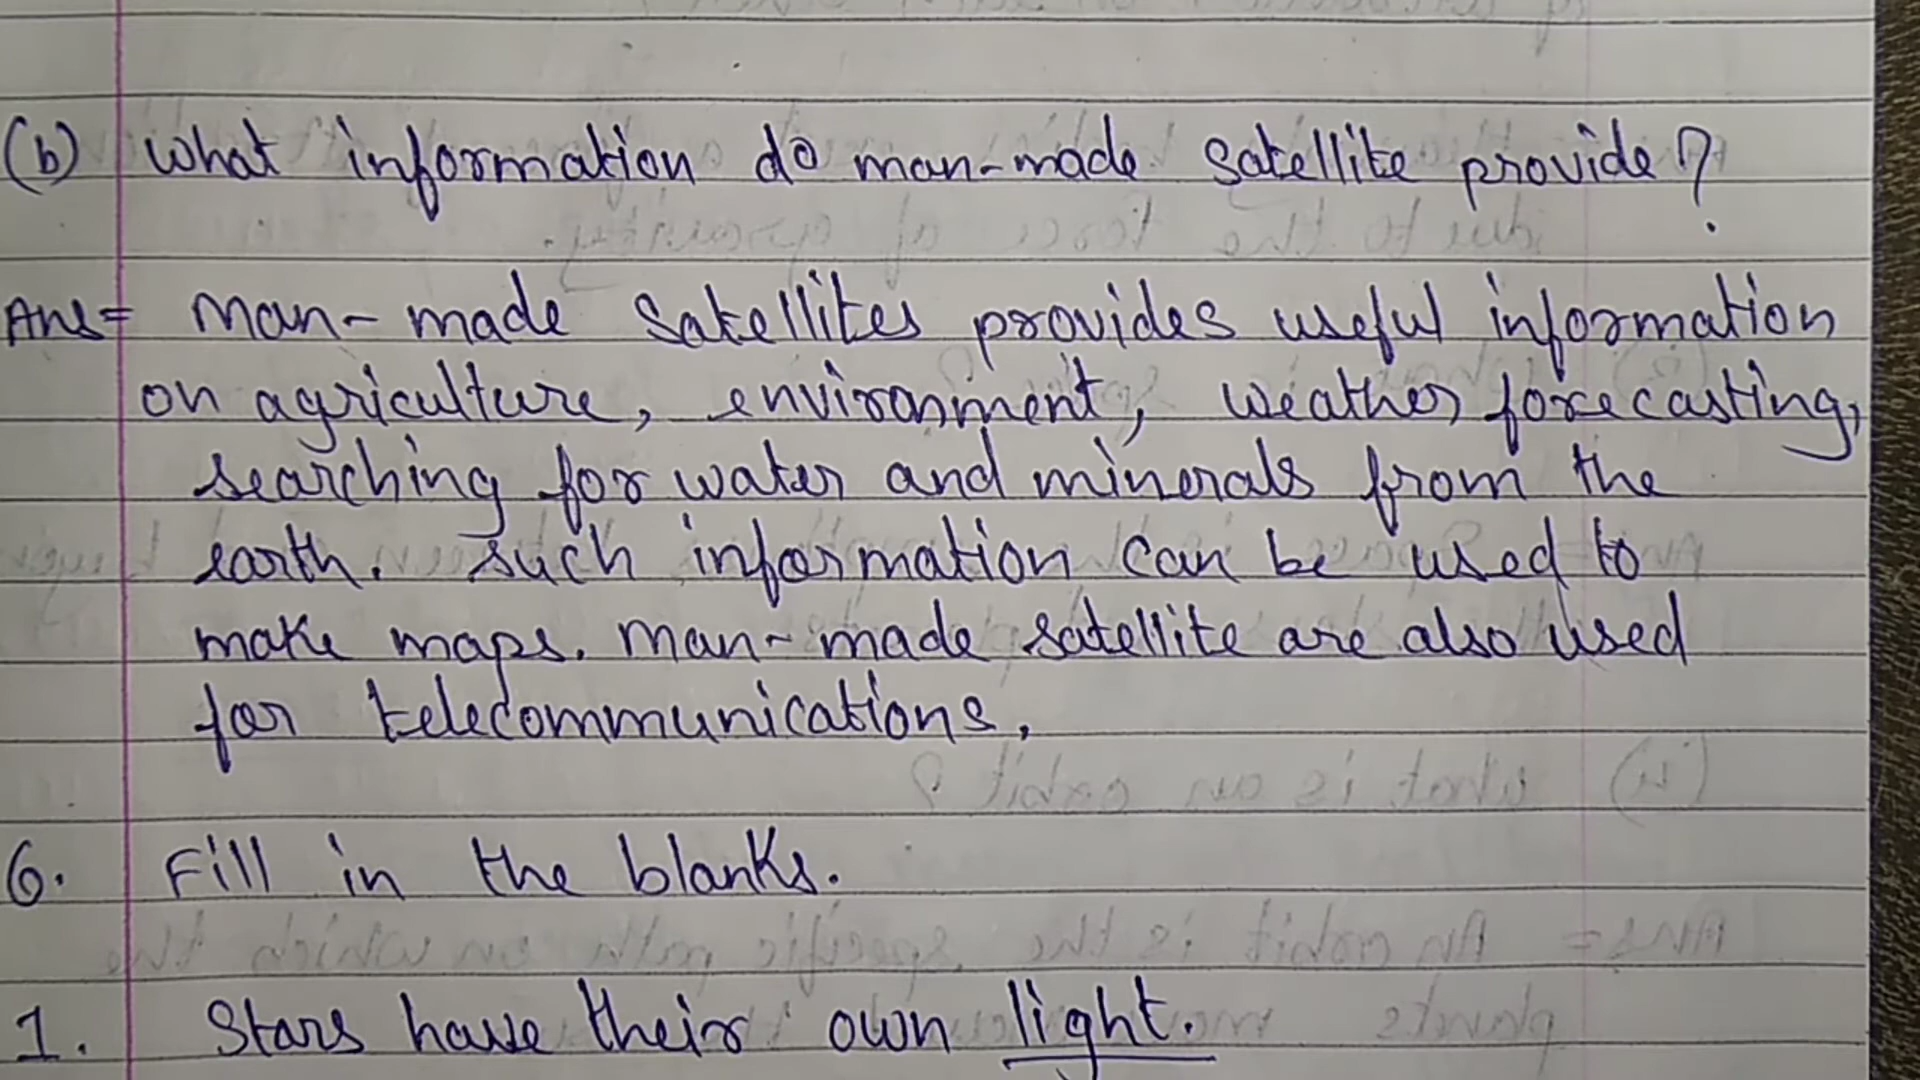 (b) What information do man-made satellite provide?
Ans= Man-made satellites provides useful information
on agriculture, environment, weather forecasting,
searching for water and minerals from the
earth. Such information can be used to
make maps. Man-made satellite are also used
for telecommunications.
6. Fill in the blanks.
1. Stars have their own light.